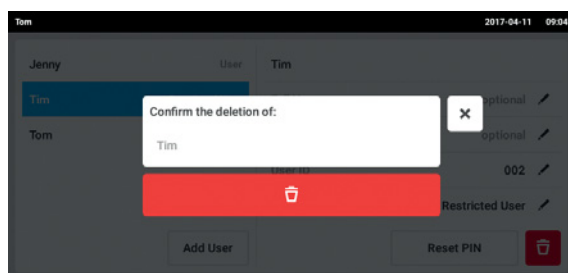 Tom 2017-04-11 09:04
Jenny User Tim
Tim optional
Confirm the deletion of:
Tom optional
Tim
User ID 002
Restricted User
Add User Reset PIN